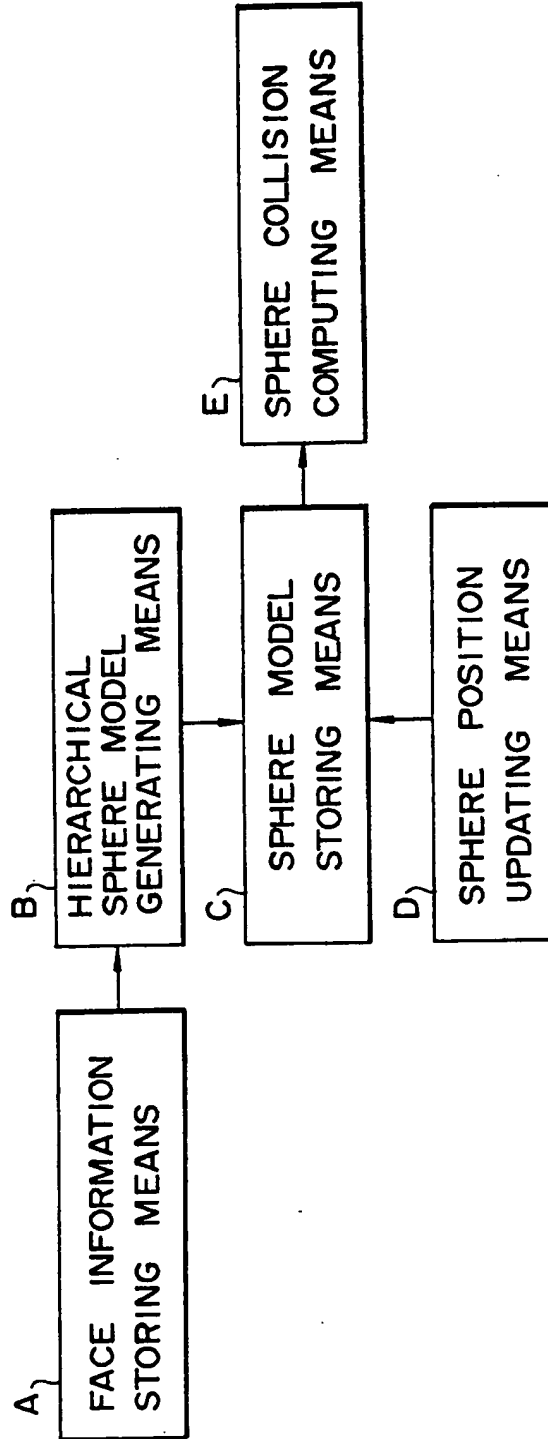 A
FACE INFORMATION
STORING MEANS
B
HIERARCHICAL
SPHERE MODEL
GENERATING MEANS
C
SPHERE MODEL
STORING MEANS
D
SPHERE POSITION
UPDATING MEANS
E
SPHERE COLLISION
COMPUTING MEANS